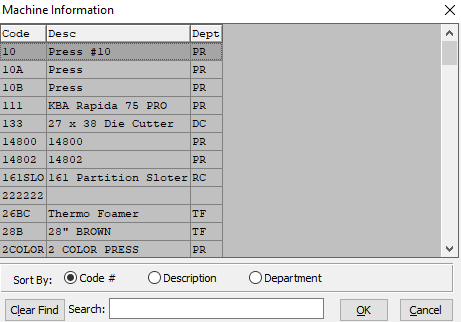 Machine Information
Code Desc Dept
10 Press #10 PR
10A Press PR
10B Press PR
111 KBA Rapida 75 PRO PR
133 27 x 38 Die Cutter DC
14800 14800 PR
14802 14802 PR
161SLO 161 Partition Sloter RC
222222
26BC Thermo Foamer TF
28B 28" BROWN TF
2COLOR 2 COLOR PRESS PR
Sort By: Code # Description Department
Clear Find Search: OK Cancel